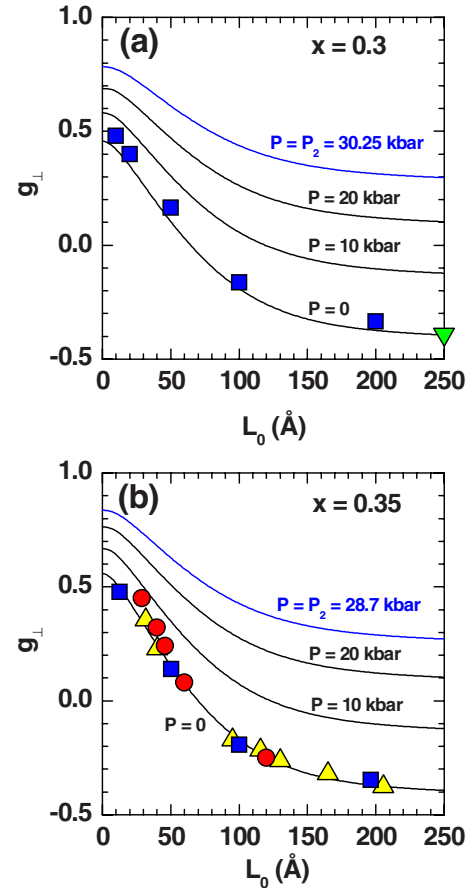 (a)
x = 0.3
1.0
0.5
0.0
-0.5
g⊥
P = P₂ = 30.25 kbar
P = 20 kbar
P = 10 kbar
P = 0
0 50 100 150 200 250
L₀ (Å)
(b)
x = 0.35
1.0
0.5
0.0
-0.5
g⊥
P = P₂ = 28.7 kbar
P = 20 kbar
P = 10 kbar
P = 0
0 50 100 150 200 250
L₀ (Å)